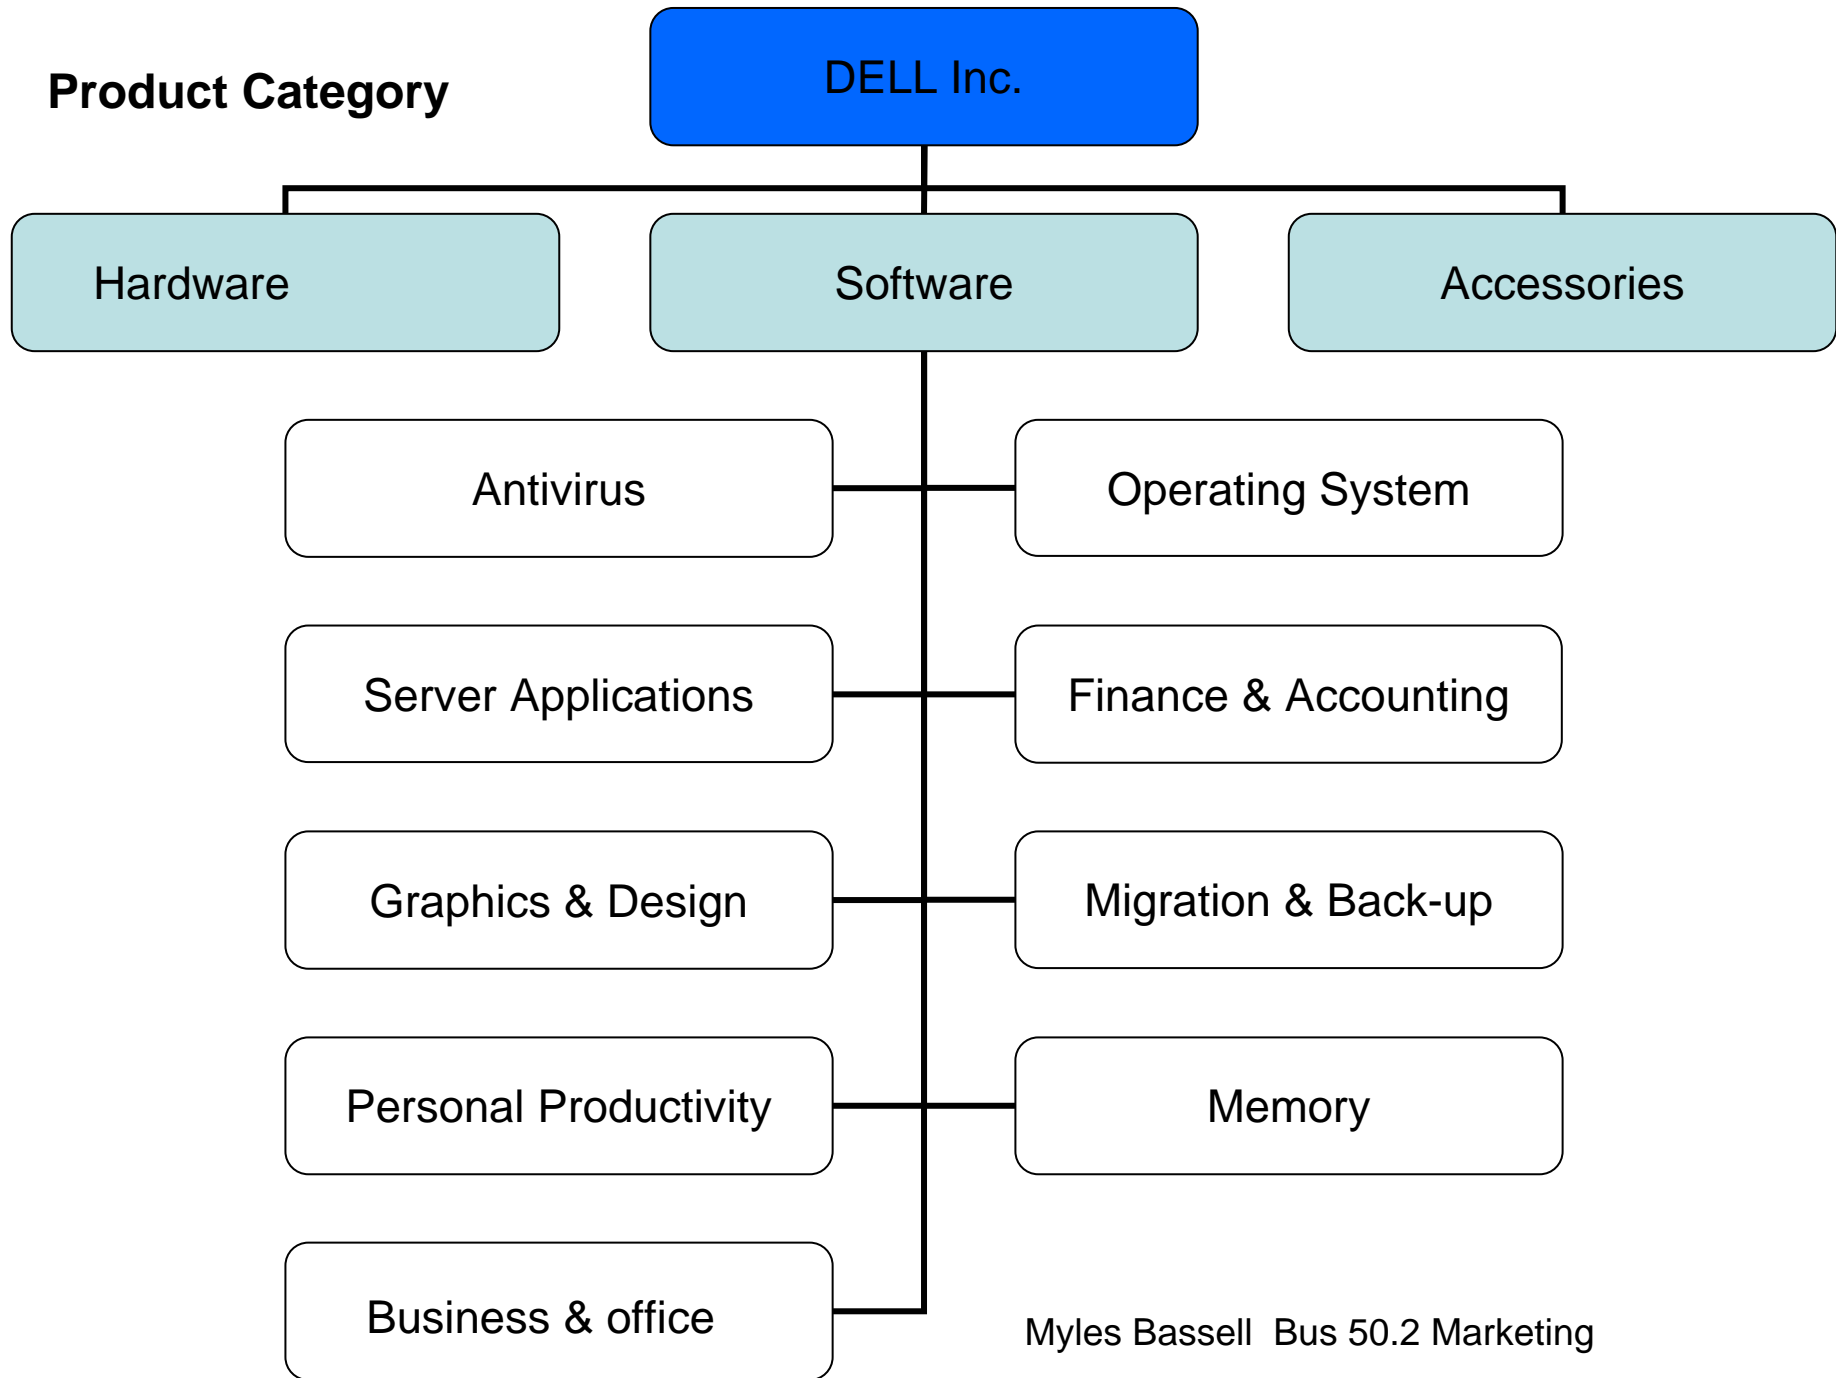 Product Category
DELL Inc.
Hardware
Software
Accessories
Antivirus
Operating System
Server Applications
Finance & Accounting
Graphics & Design
Migration & Back-up
Personal Productivity
Memory
Business & office
Myles Bassell  Bus 50.2 Marketing